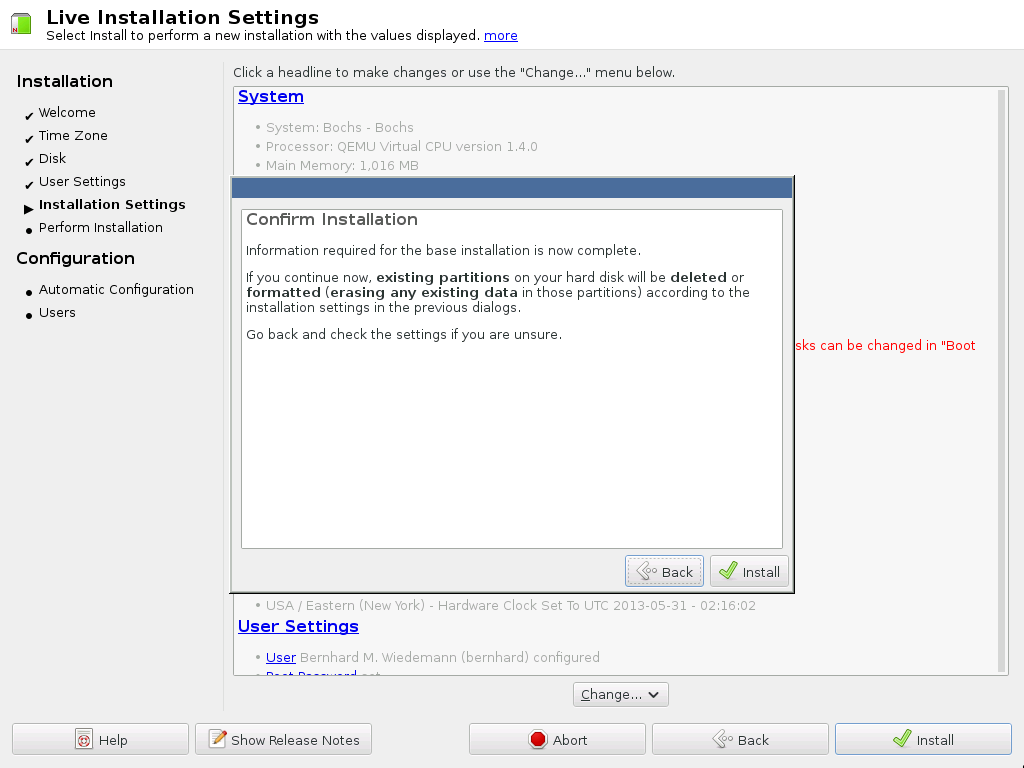 Live Installation Settings
Select Install to perform a new installation with the values displayed. more
Installation
Welcome
Time Zone
Disk
User Settings
Installation Settings
Perform Installation
Configuration
Automatic Configuration
Users
Click a headline to make changes or use the "Change..." menu below.
System
• System: Bochs - Bochs
• Processor: QEMU Virtual CPU version 1.4.0
• Main Memory: 1,016 MB
Confirm Installation
Information required for the base installation is now complete.
If you continue now, existing partitions on your hard disk will be deleted or
formatted (erasing any existing data in those partitions) according to the
installation settings in the previous dialogs.
Go back and check the settings if you are unsure.
Back
Install
can be changed in "Boot
• USA / Eastern (New York) - Hardware Clock Set To UTC 2013-05-31 - 02:16:02
User Settings
• User Bernhard M. Wiedemann (bernhard) configured
• Root Password set
Change...
Help
Show Release Notes
Abort
Back
Install